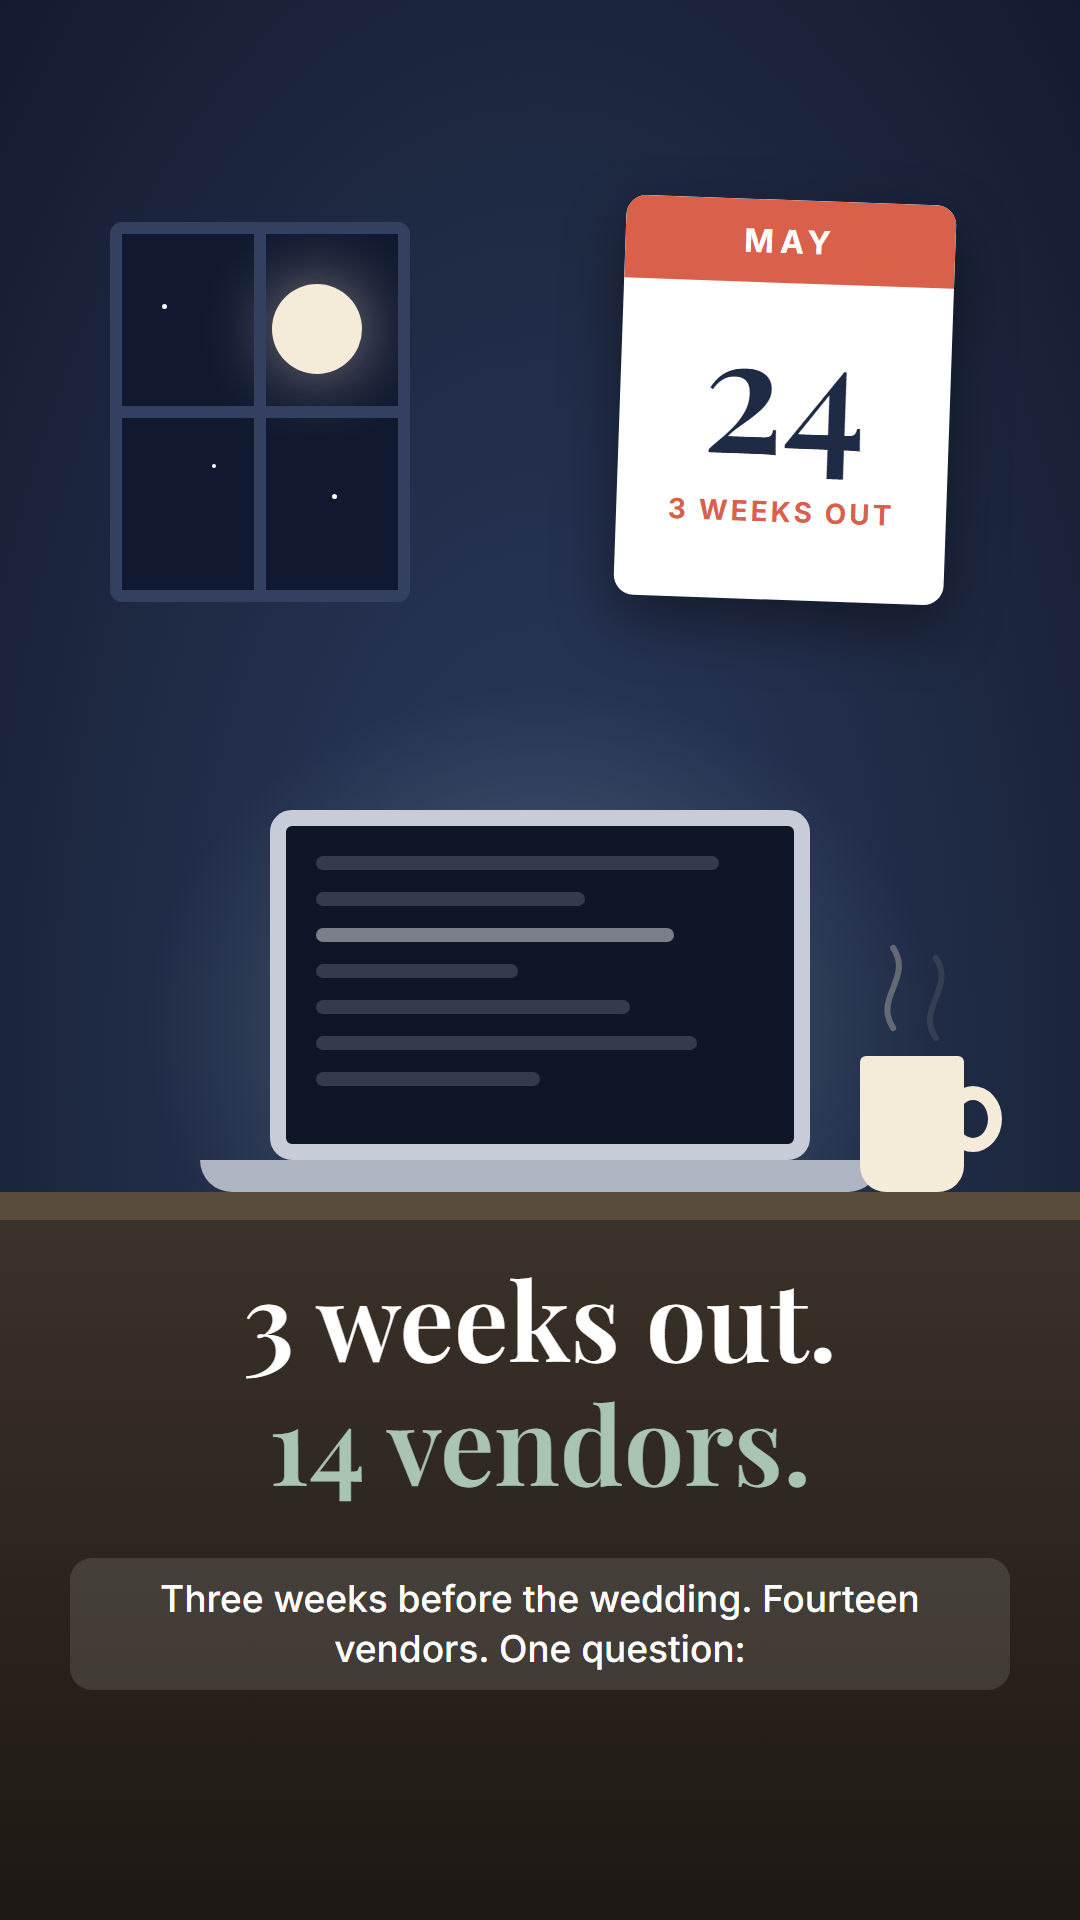 MAY
24
3 WEEKS OUT
3 weeks out.
14 vendors.
Three weeks before the wedding. Fourteen
vendors. One question: